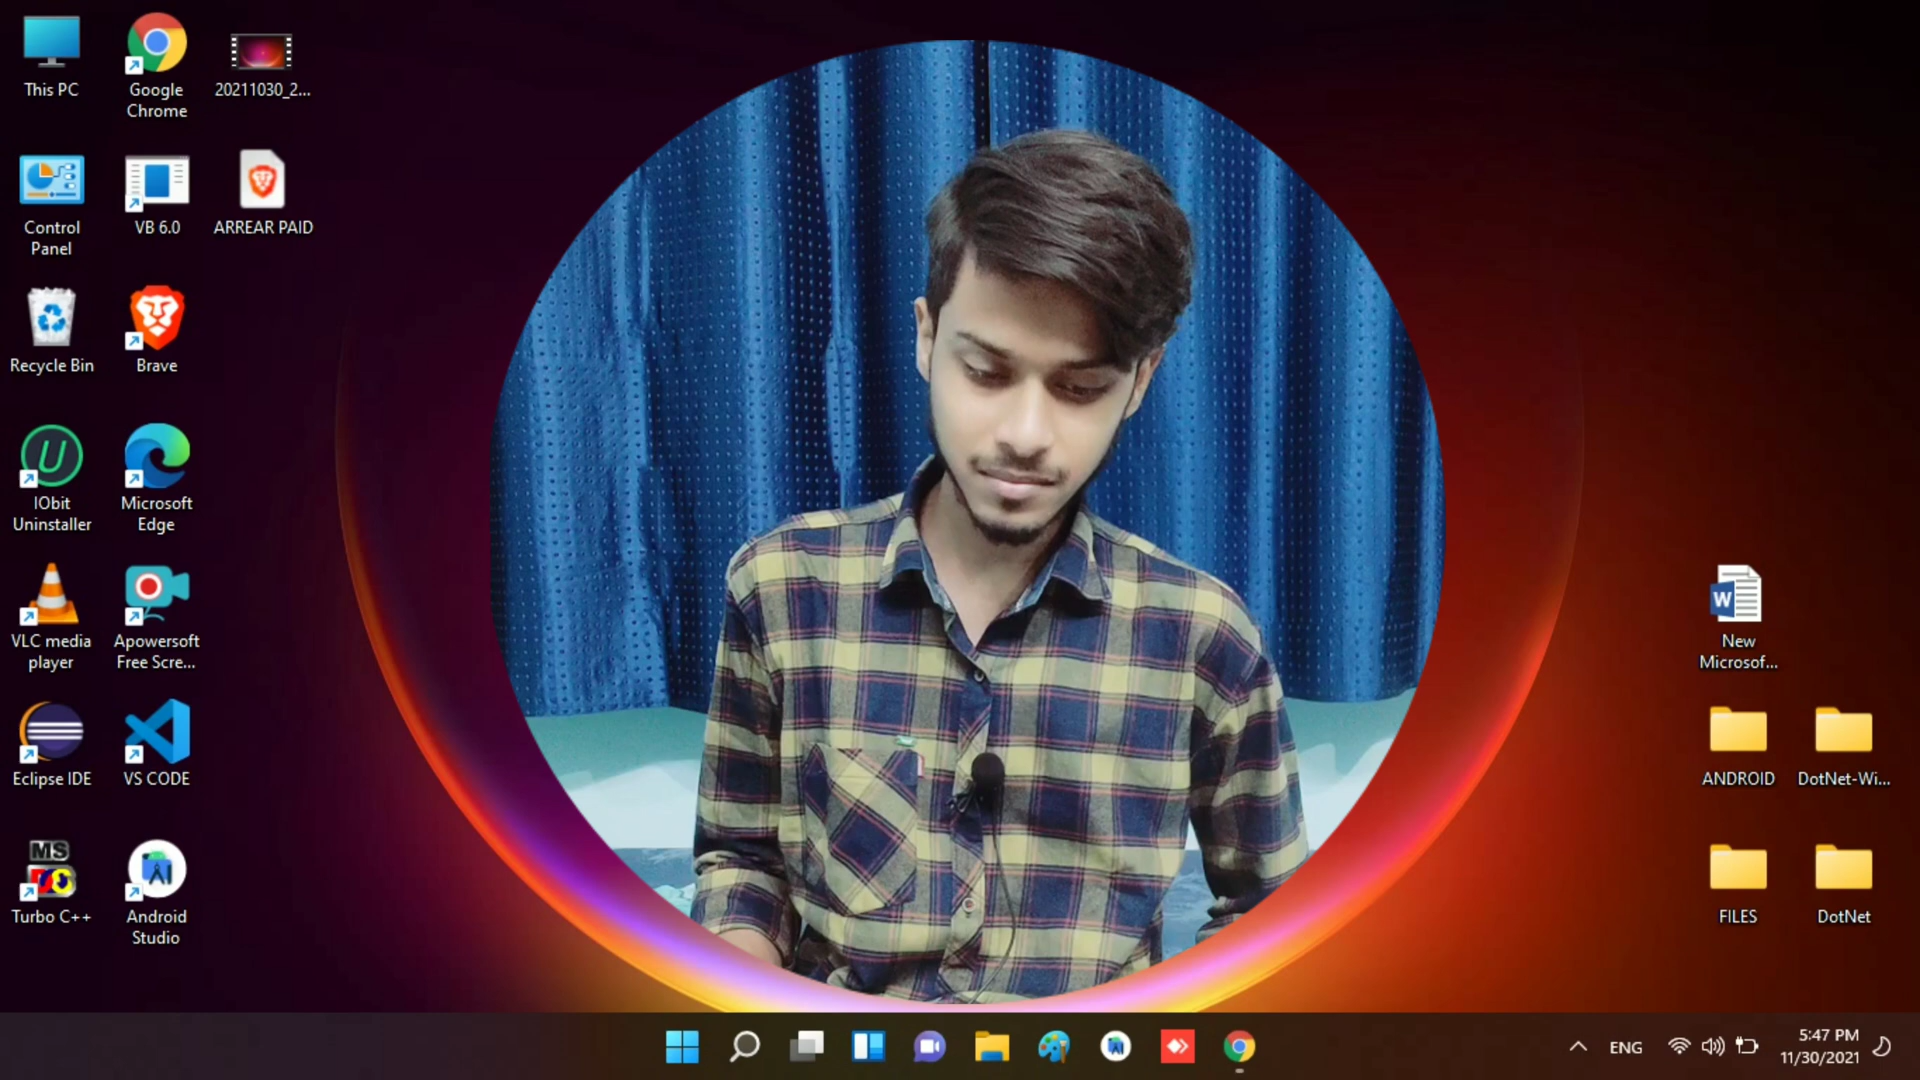 This PC
Google
Chrome
20211030_2...
Control
Panel
VB 6.0
ARREAR PAID
Recycle Bin
Brave
IObit
Uninstaller
Microsoft
Edge
VLC media
player
Apowersoft
Free Scre...
Eclipse IDE
VS CODE
MS
Turbo C++
Android
Studio
W
New
Microsof...
ANDROID
DotNet-Wi...
FILES
DotNet
ENG
5:47 PM
11/30/2021